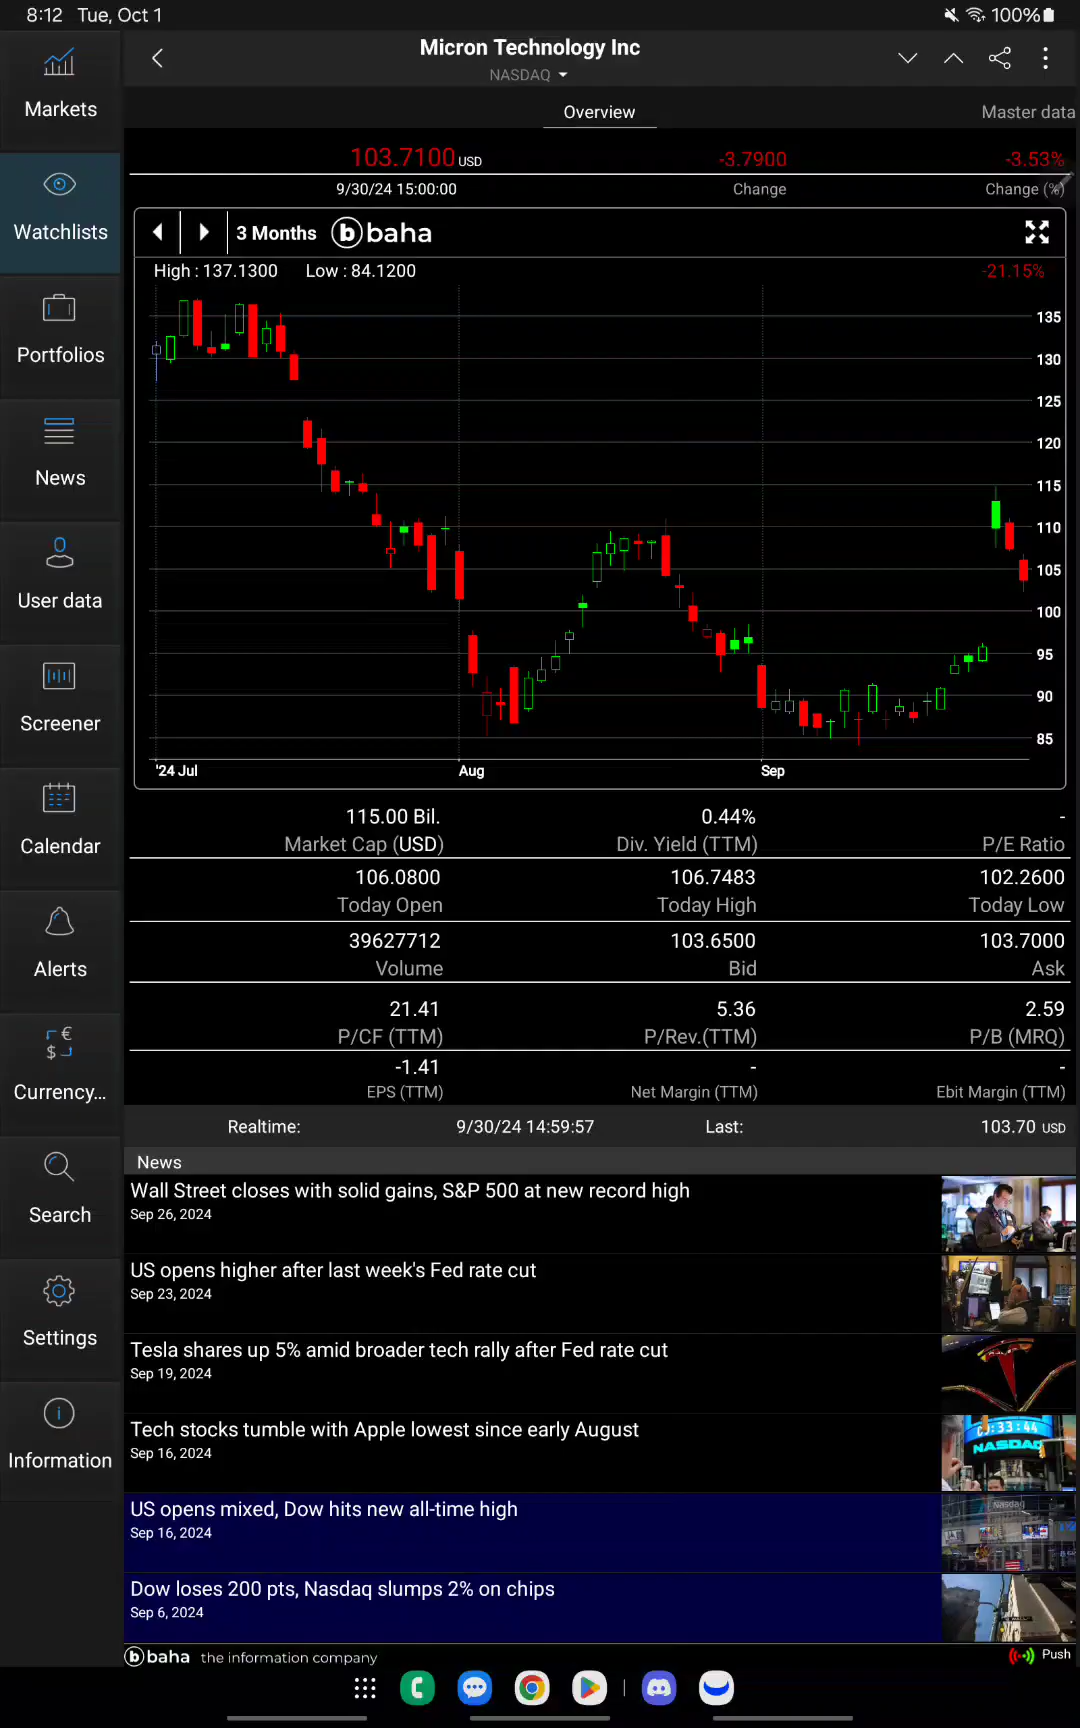 8:12 Tue, Oct 1 100%
Markets
Watchlists
Portfolios
News
User data
Screener
Calendar
Alerts
€
$
Currency...
Search
Settings
Information
Micron Technology Inc
NASDAQ
Overview Master data
103.7100 USD -3.7900 -3.53%
9/30/24 15:00:00 Change Change (%)
3 Months baha
High : 137.1300 Low : 84.1200 -21.15%
135
130
125
120
115
110
105
100
95
90
85
'24 Jul Aug Sep
115.00 Bil. 0.44% -
Market Cap (USD) Div. Yield (TTM) P/E Ratio
106.0800 106.7483 102.2600
Today Open Today High Today Low
39627712 103.6500 103.7000
Volume Bid Ask
21.41 5.36 2.59
P/CF (TTM) P/Rev.(TTM) P/B (MRQ)
-1.41 - -
EPS (TTM) Net Margin (TTM) Ebit Margin (TTM)
Realtime: 9/30/24 14:59:57 Last: 103.70 USD
News
Wall Street closes with solid gains, S&P 500 at new record high
Sep 26, 2024
US opens higher after last week's Fed rate cut
Sep 23, 2024
Tesla shares up 5% amid broader tech rally after Fed rate cut
Sep 19, 2024
Tech stocks tumble with Apple lowest since early August
Sep 16, 2024
:33:44
NASDAQ
US opens mixed, Dow hits new all-time high
Sep 16, 2024
Nasdaq
Dow loses 200 pts, Nasdaq slumps 2% on chips
Sep 6, 2024
baha the information company Push